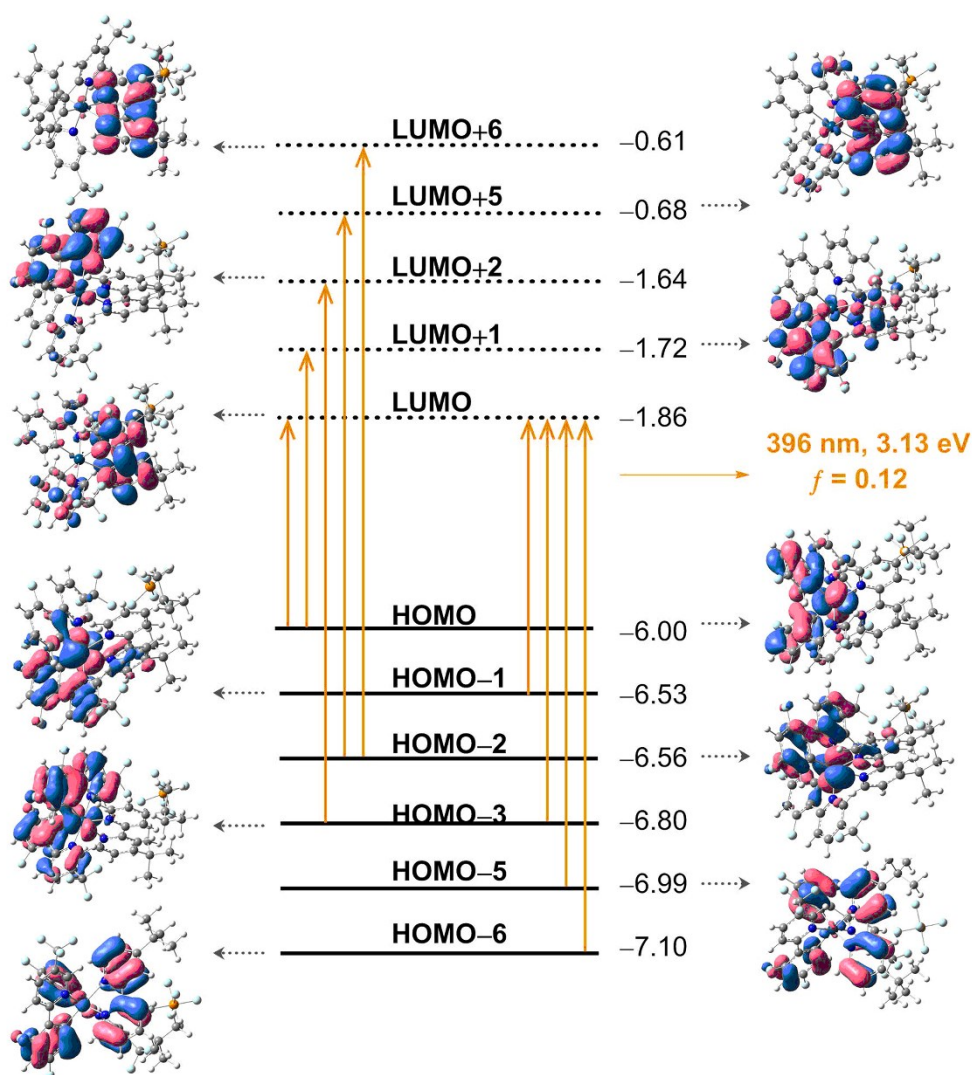 LUMO+6 –0.61
LUMO+5 –0.68
LUMO+2 –1.64
LUMO+1 –1.72
LUMO –1.86
396 nm, 3.13 eV
f = 0.12
HOMO –6.00
HOMO–1 –6.53
HOMO–2 –6.56
HOMO–3 –6.80
HOMO–5 –6.99
HOMO–6 –7.10